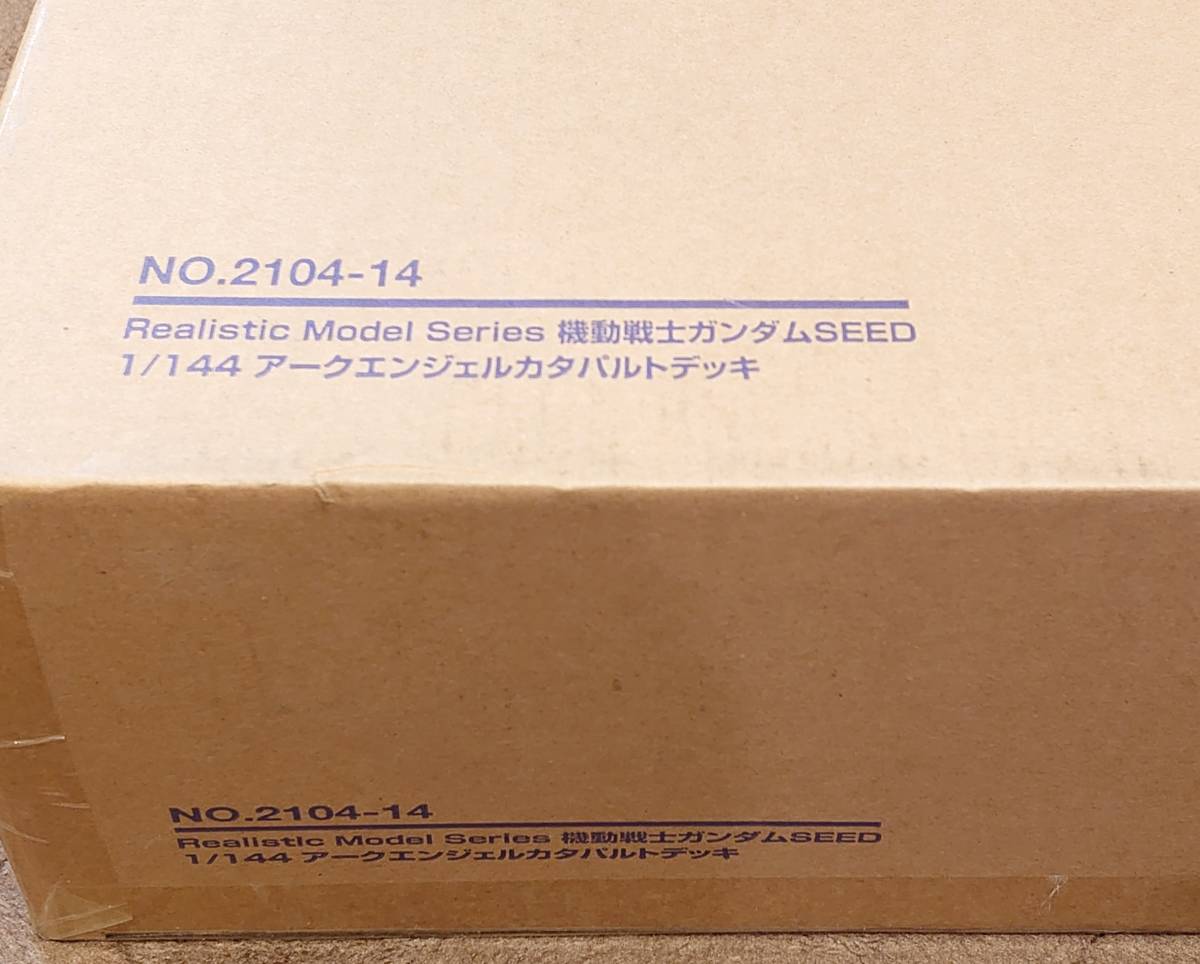 NO.2104-14
Realistic Model Series 機動戦士ガンダムSEED
1/144 アークエンジェルカタパルトデッキ
NO.2104-14
Realistic Model Series 機動戦士ガンダムSEED
1/144 アークエンジェルカタパルトデッキ